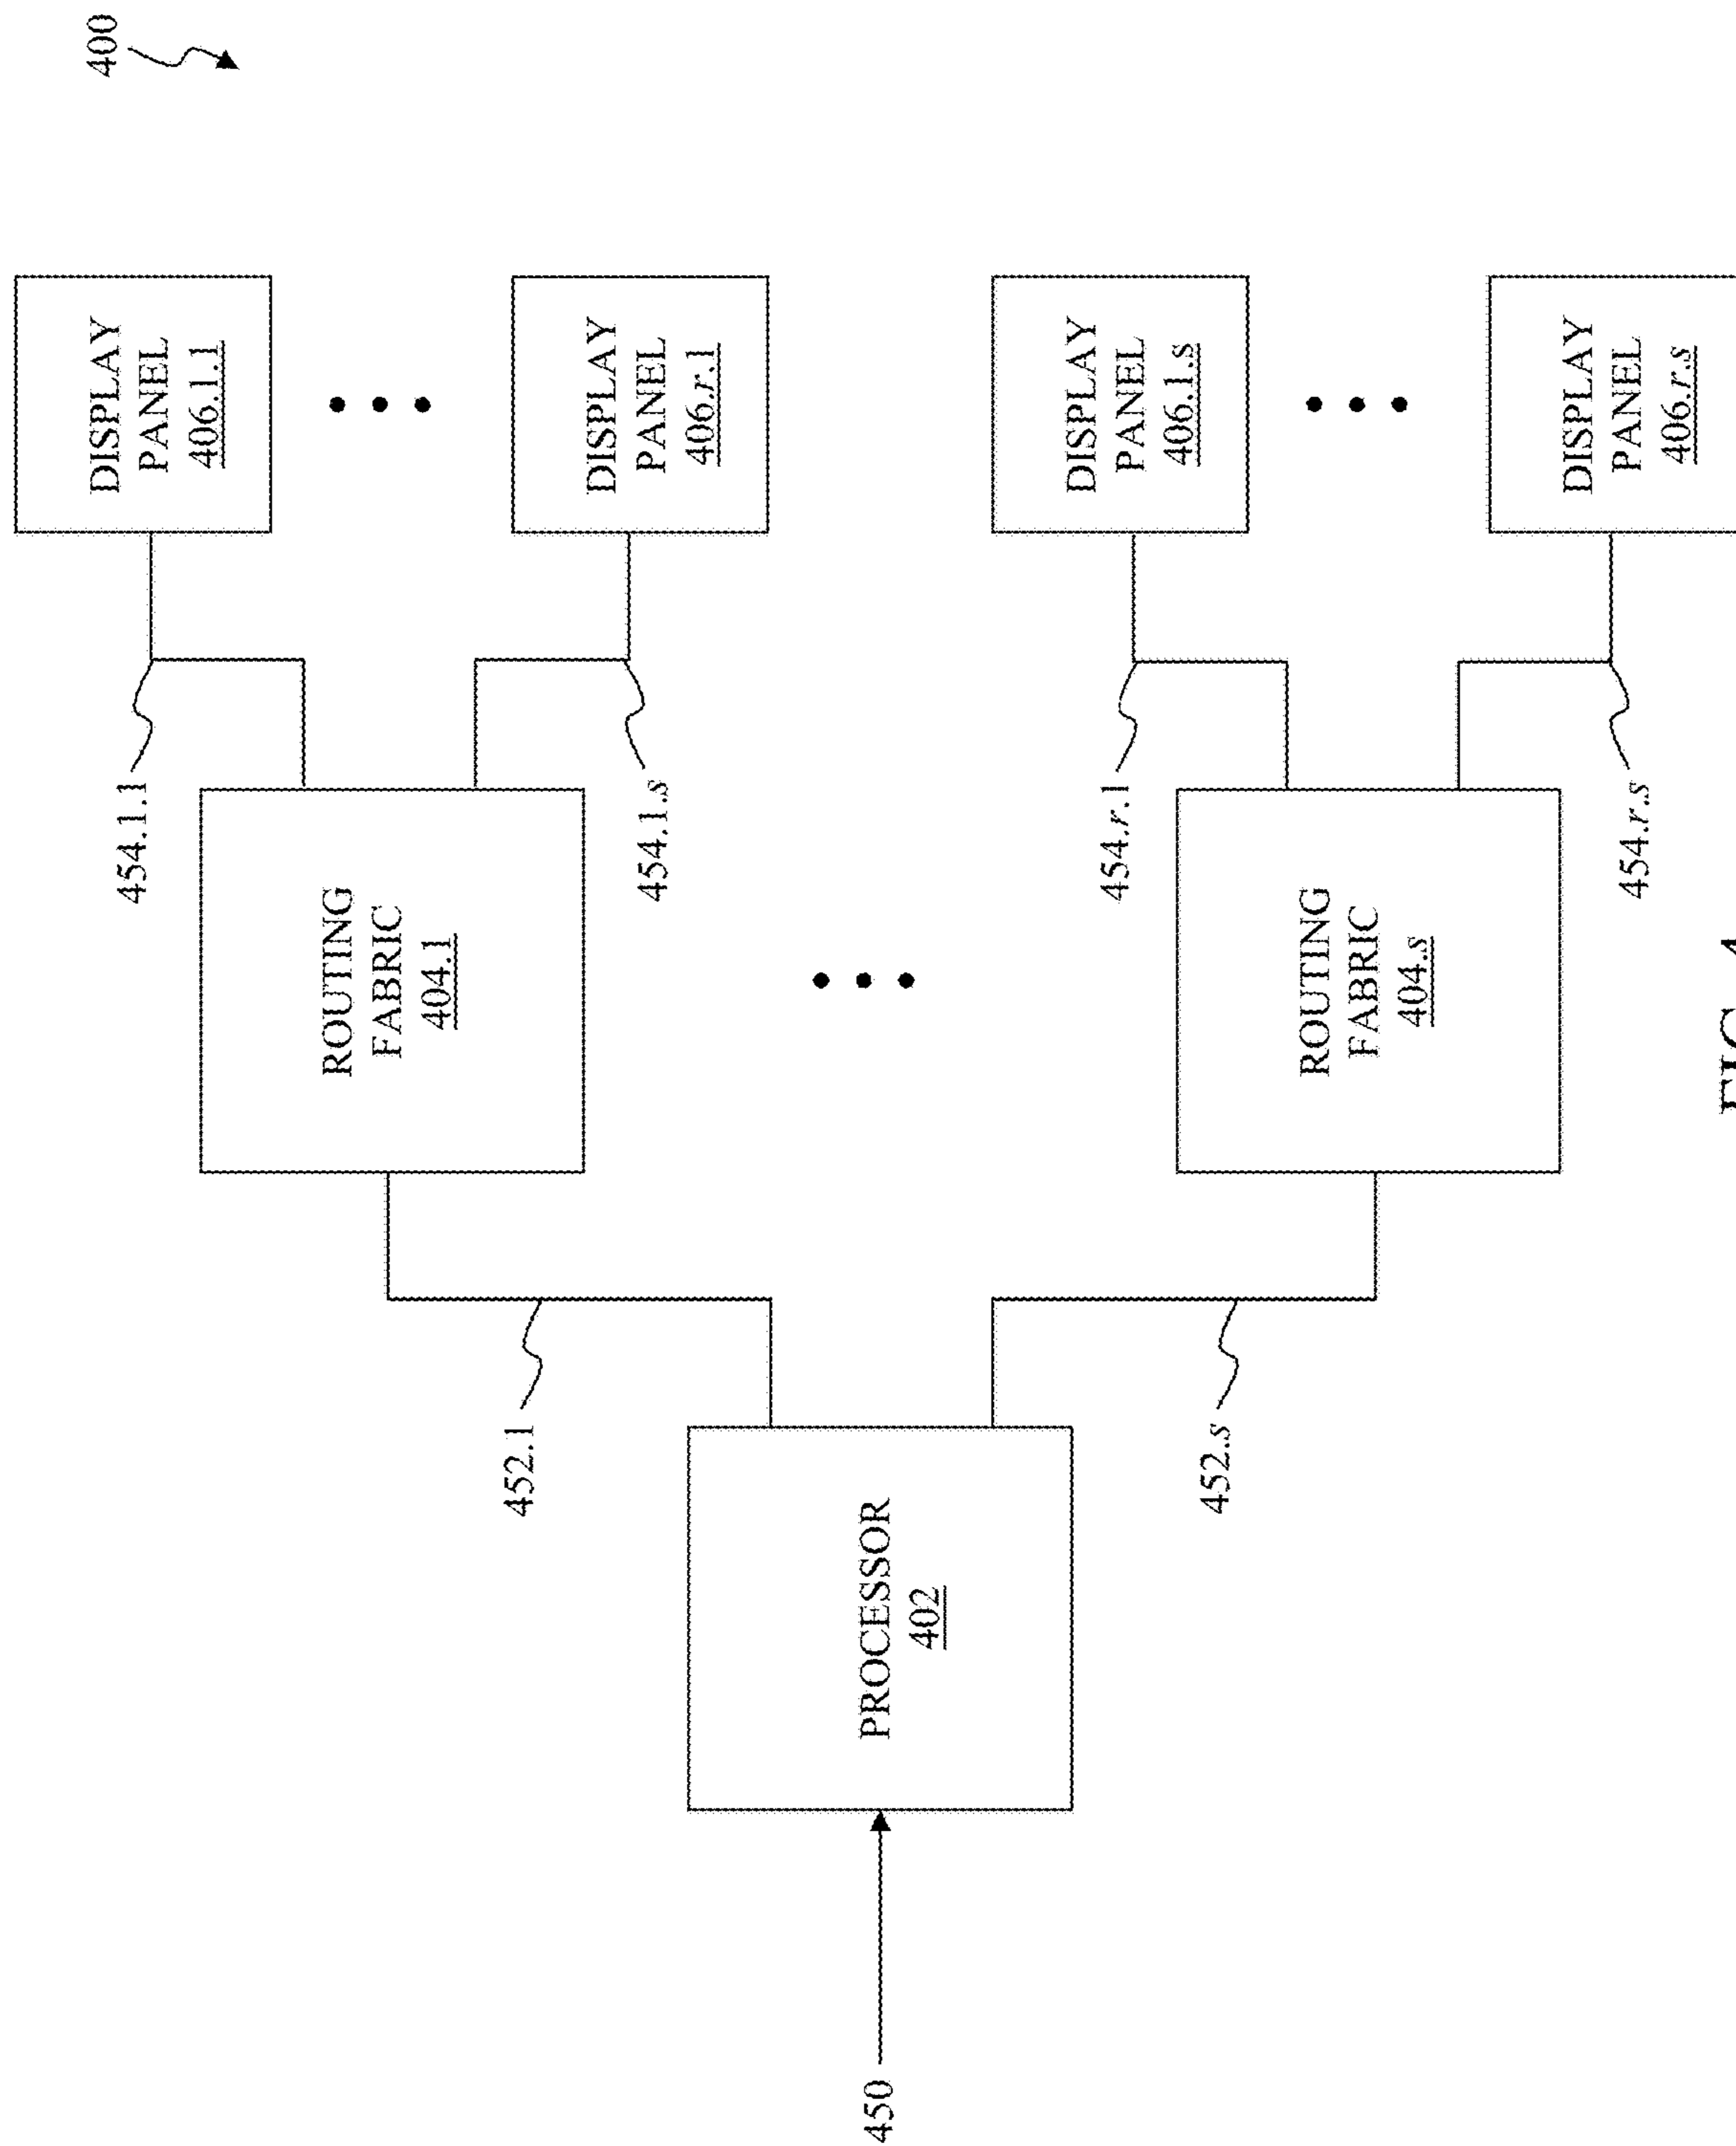 400
DISPLAY
PANEL
406.1.1
454.1.1
ROUTING
FABRIC
404.1
452.1
DISPLAY
PANEL
406.r.1
454.1.s
450
PROCESSOR
402
DISPLAY
PANEL
406.1.s
454.r.1
452.s
ROUTING
FABRIC
404.s
DISPLAY
PANEL
406.r.s
454.r.s
FIG. 4